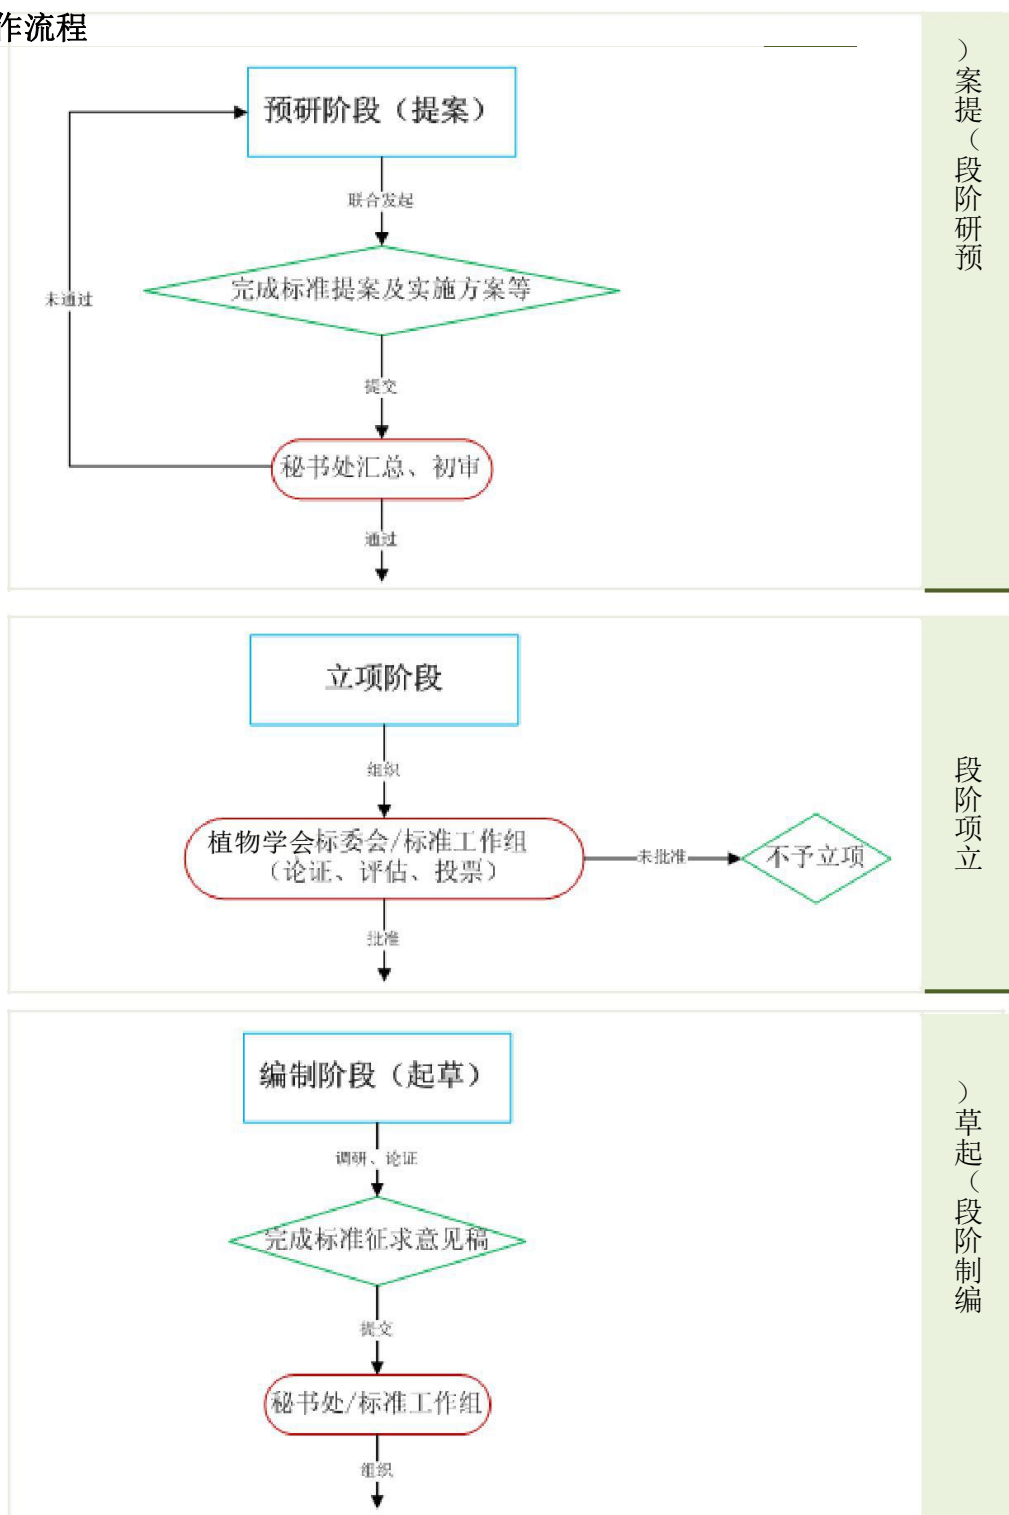 作流程
预研阶段（提案）
联合发起
完成标准提案及实施方案等
未通过
提交
秘书处汇总、初审
通过
）案提（段阶研预
立项阶段
组织
植物学会标委会/标准工作组
（论证、评估、投票）
未批准
不予立项
批准
段阶项立
编制阶段（起草）
调研、论证
完成标准征求意见稿
提交
秘书处/标准工作组
组织
）草起（段阶制编